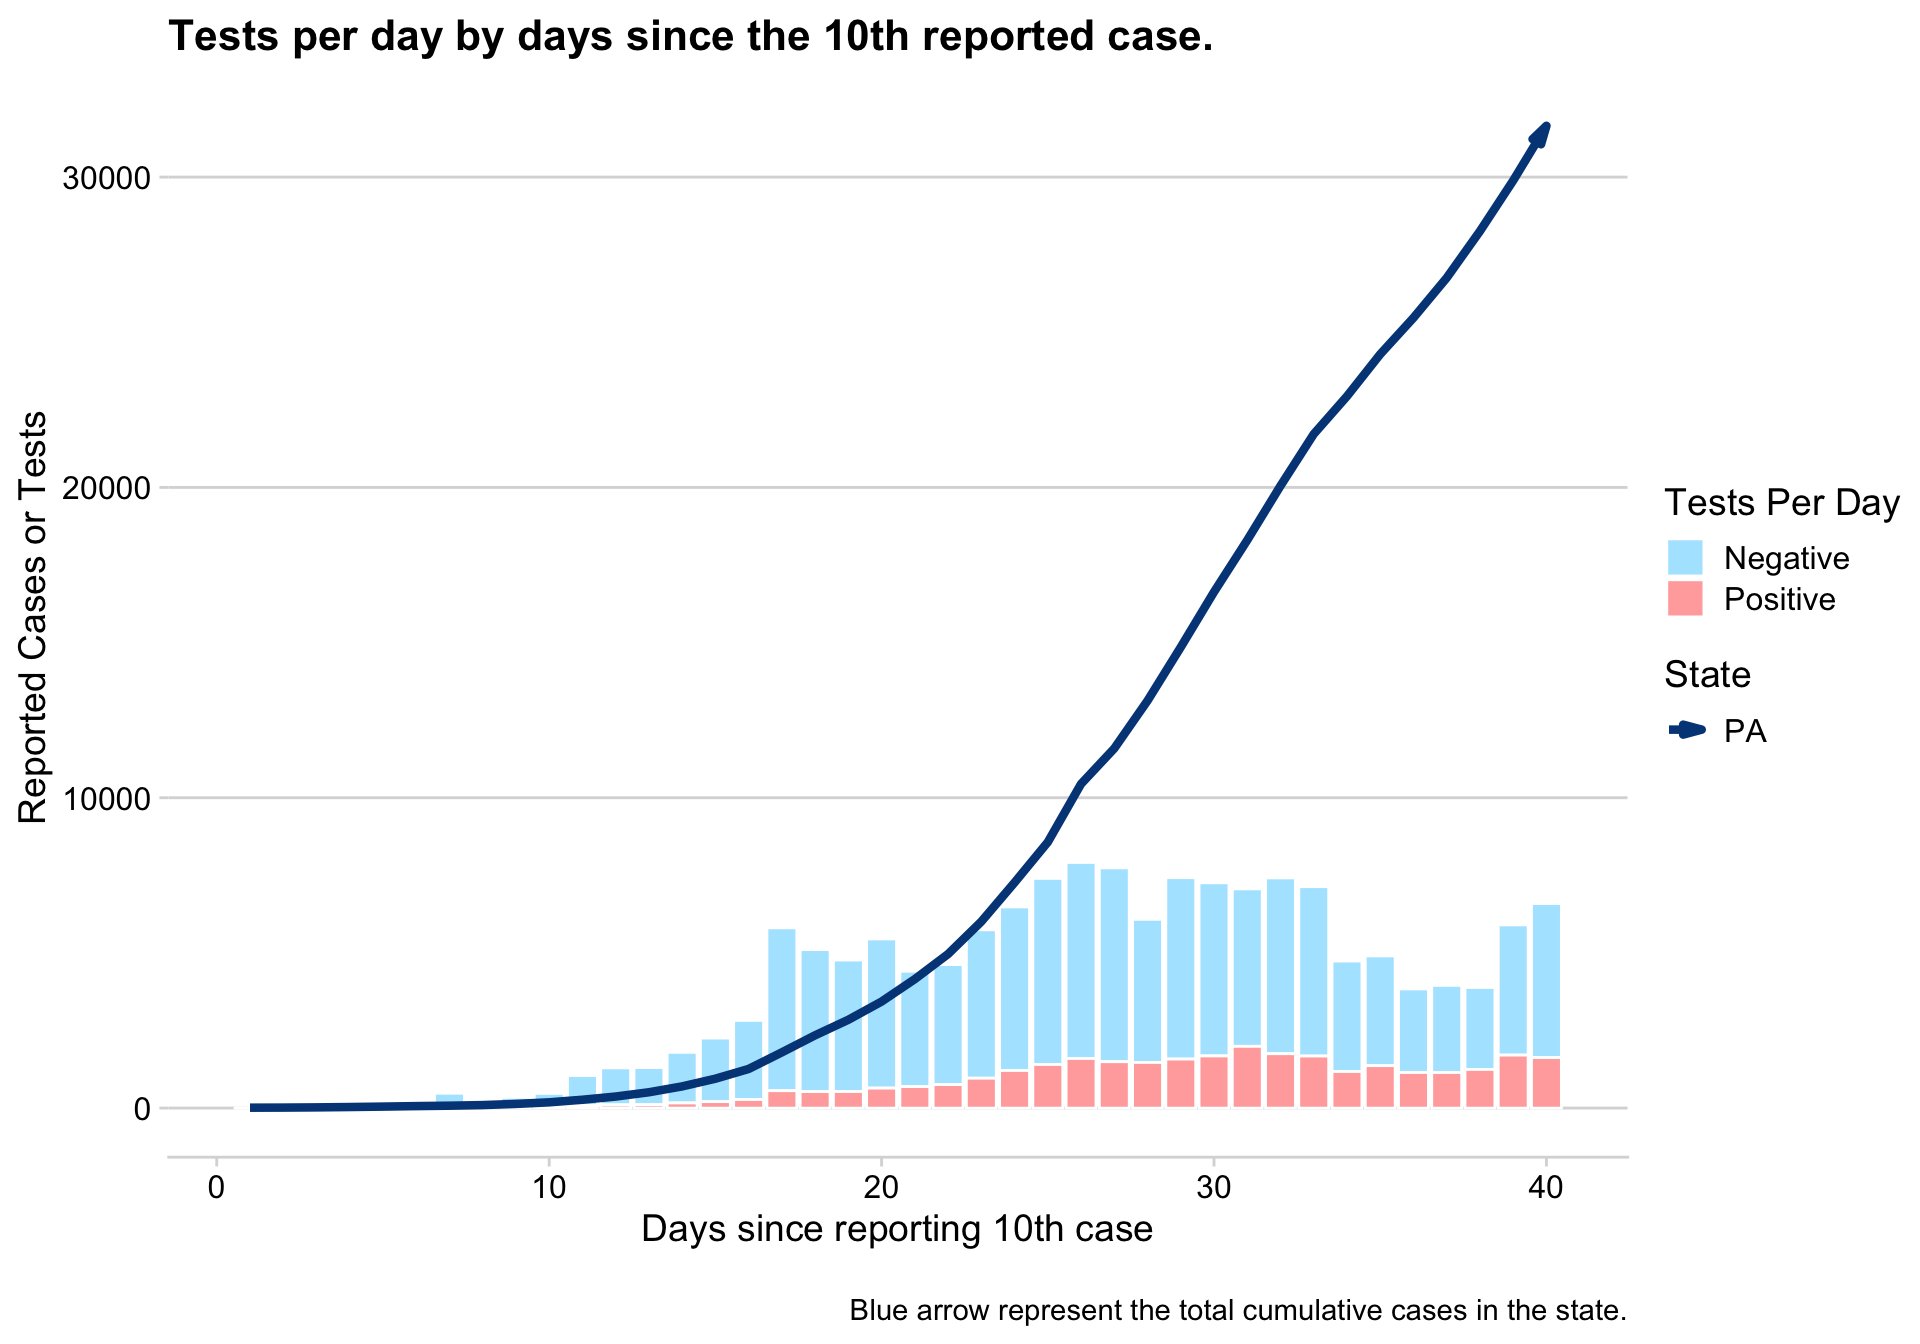 Tests per day by days since the 10th reported case.
Reported Cases or Tests
30000
20000
10000
0
0 10 20 30 40
Days since reporting 10th case
Tests Per Day
Negative
Positive
State
PA
Blue arrow represent the total cumulative cases in the state.